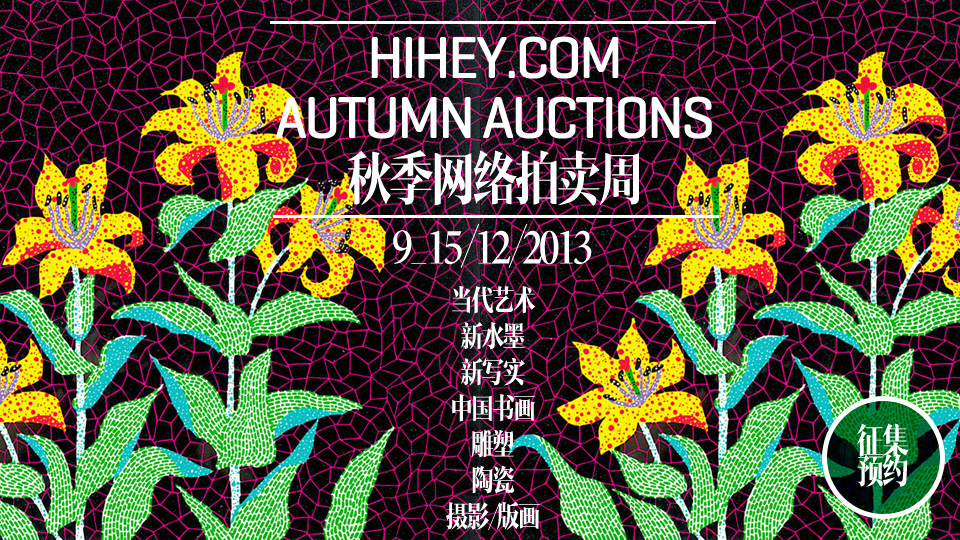 HIHEY.COM
AUTUMN AUCTIONS
秋季网络拍卖周
9_15/12/2013
当代艺术
新水墨
新写实
中国书画
雕塑
陶瓷
摄影/版画
征集
预约